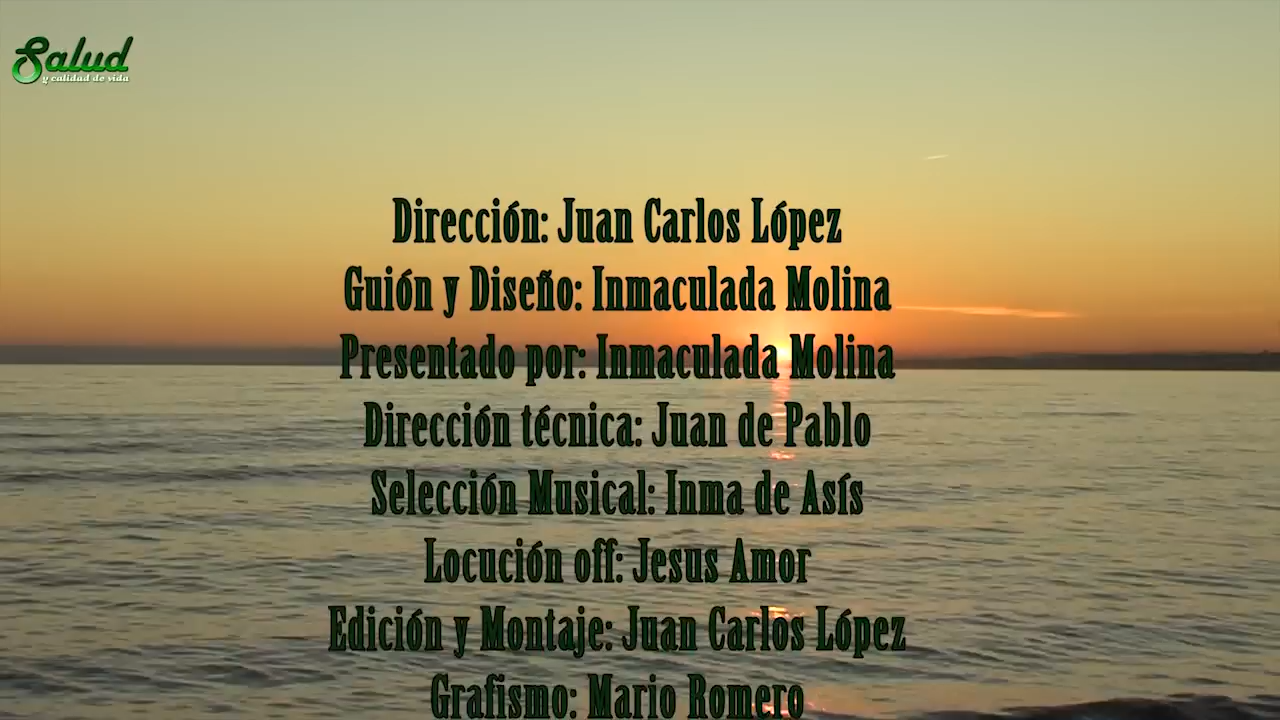 Salud
y calidad de vida
Dirección: Juan Carlos López
Guión y Diseño: Inmaculada Molina
Presentado por: Inmaculada Molina
Dirección técnica: Juan de Pablo
Selección Musical: Inma de Asís
Locución off: Jesus Amor
Edición y Montaje: Juan Carlos López
Grafismo: Mario Romero